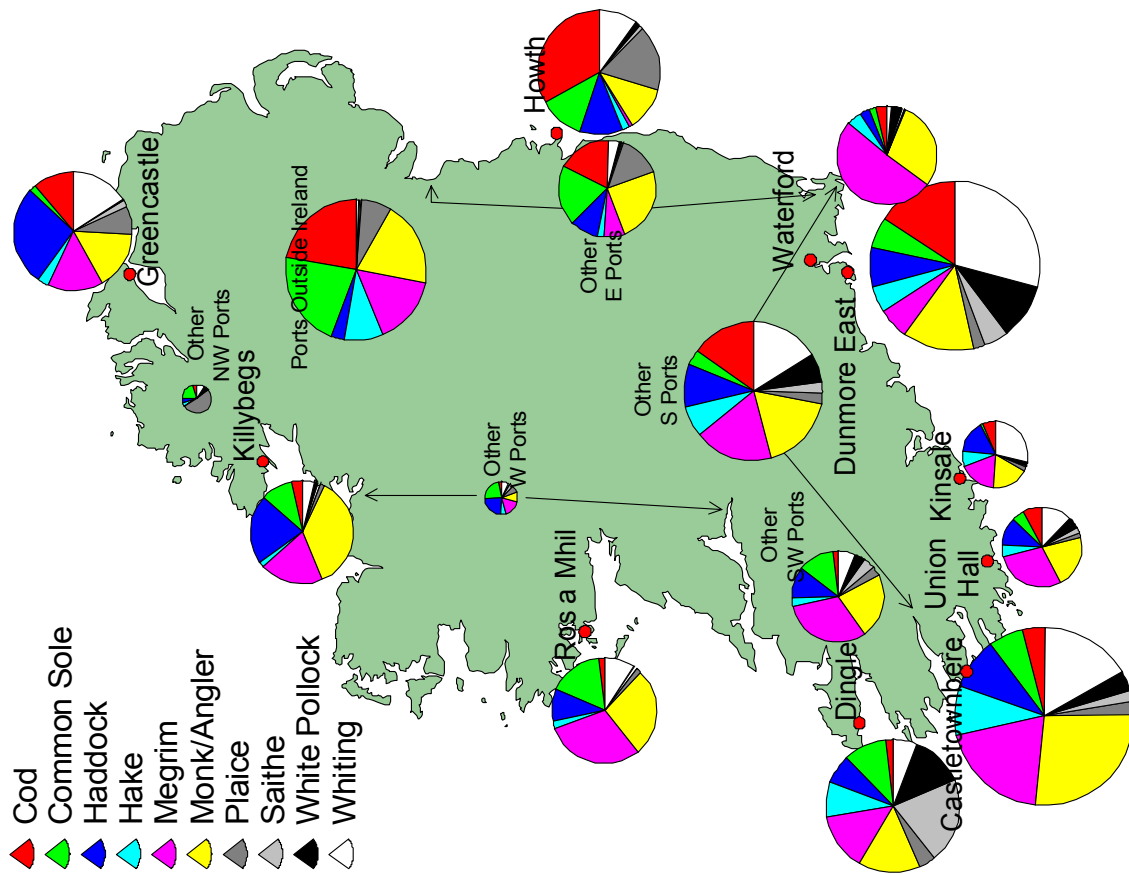 Cod
Common Sole
Haddock
Hake
Megrim
Monk/Angler
Plaice
Saithe
White Pollock
Whiting
Greencastle
Other
NW Ports
Killybegs
Ports Outside Ireland
Howth
Other
E Ports
Other
W Ports
Ros a Mhil
Other
S Ports
Waterford
Dunmore East
Other
SW Ports
Kinsale
Union
Hall
Dingle
Castletownbere